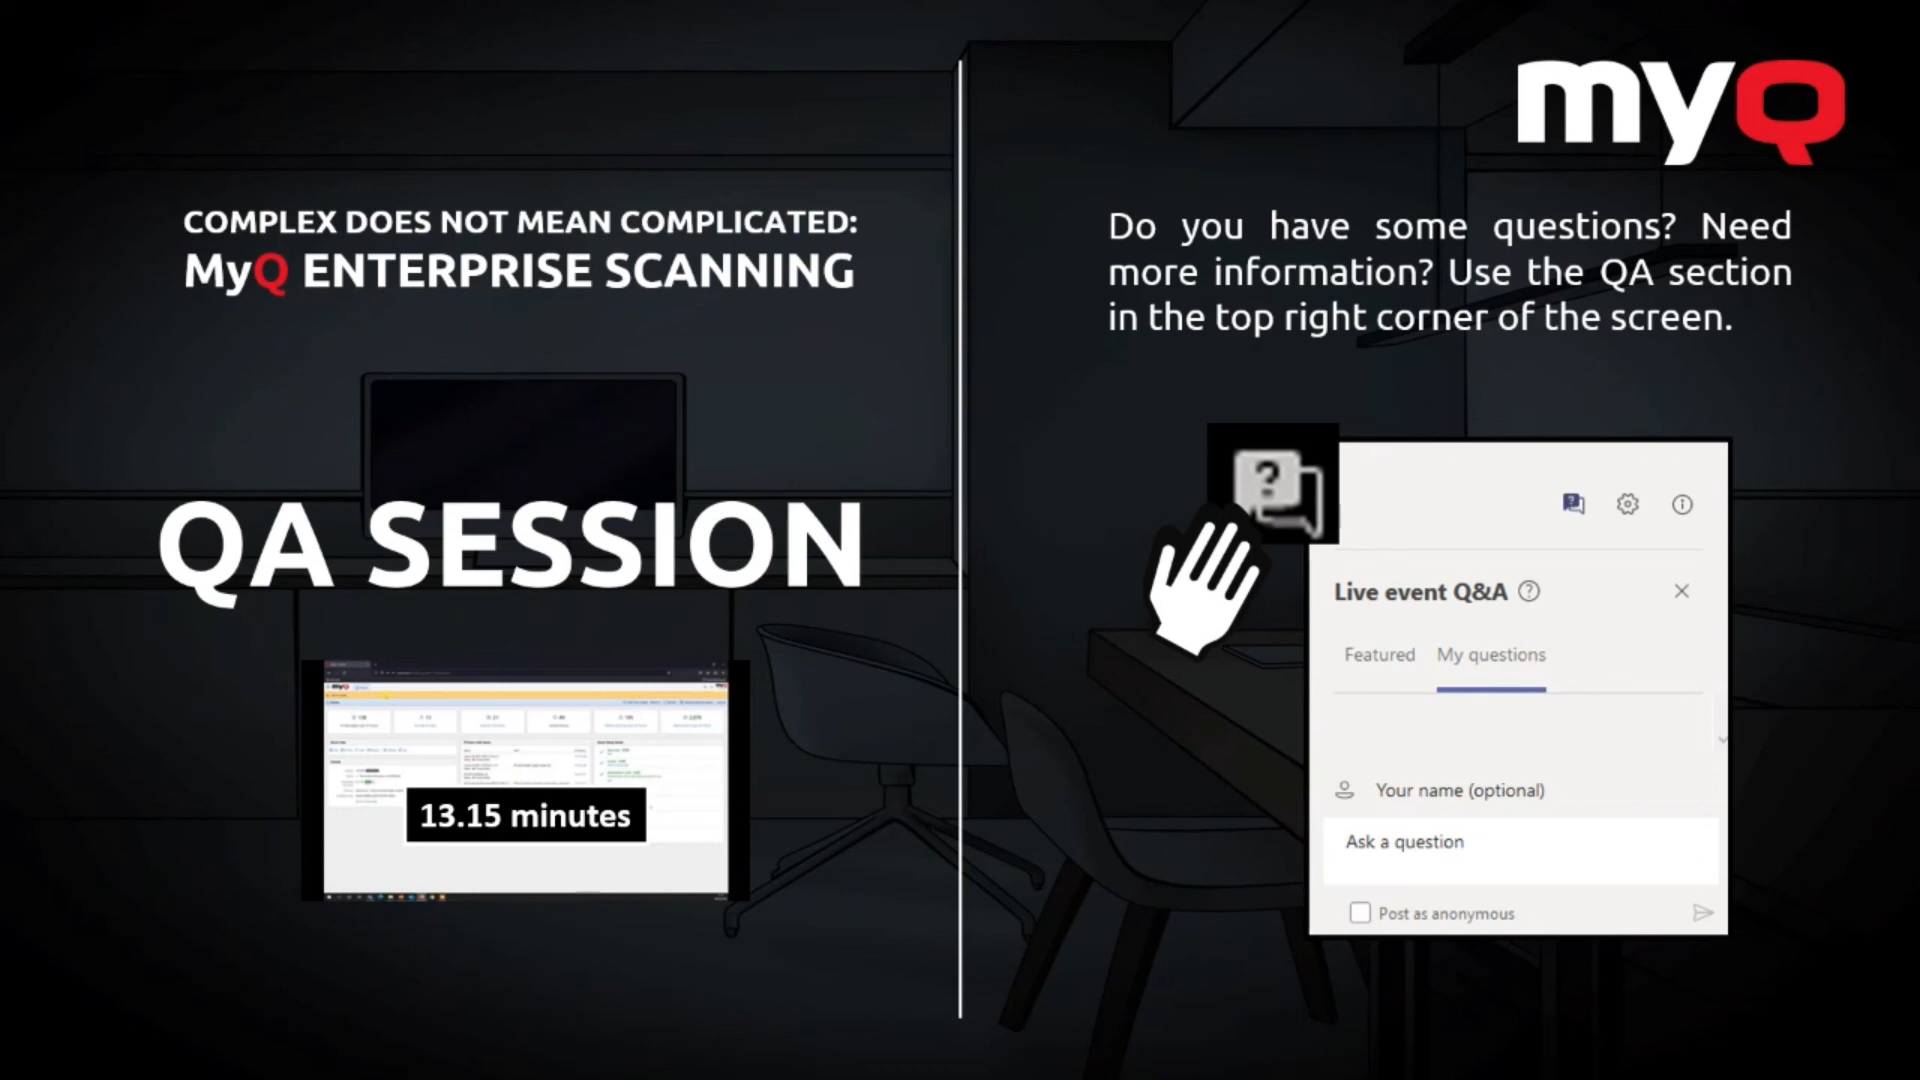 COMPLEX DOES NOT MEAN COMPLICATED:
MyQ ENTERPRISE SCANNING
QA SESSION
13.15 minutes
myQ
Do you have some questions? Need
more information? Use the QA section
in the top right corner of the screen.
Live event Q&A
Featured My questions
Your name (optional)
Ask a question
Post as anonymous